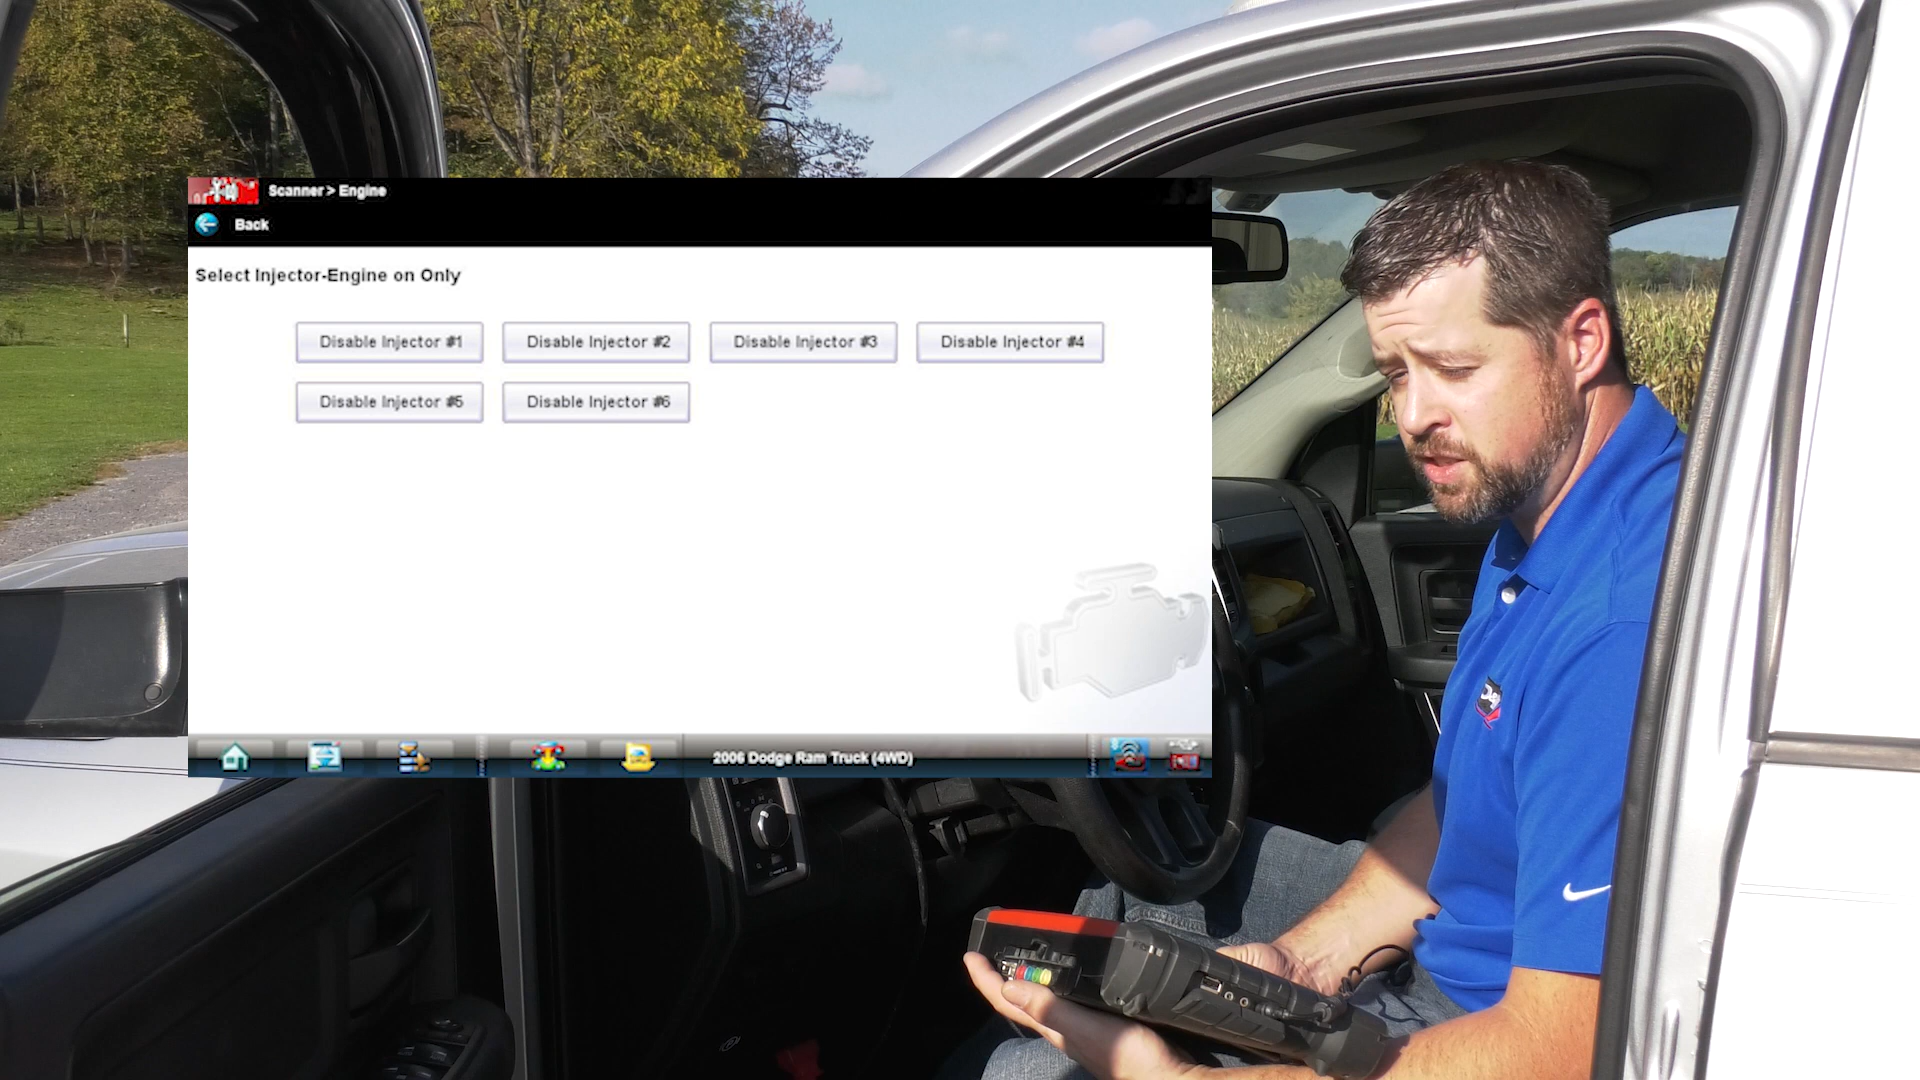 Scanner > Engine
Back
Select Injector-Engine on Only
Disable Injector #1
Disable Injector #2
Disable Injector #3
Disable Injector #4
Disable Injector #5
Disable Injector #6
2006 Dodge Ram Truck (4WD)